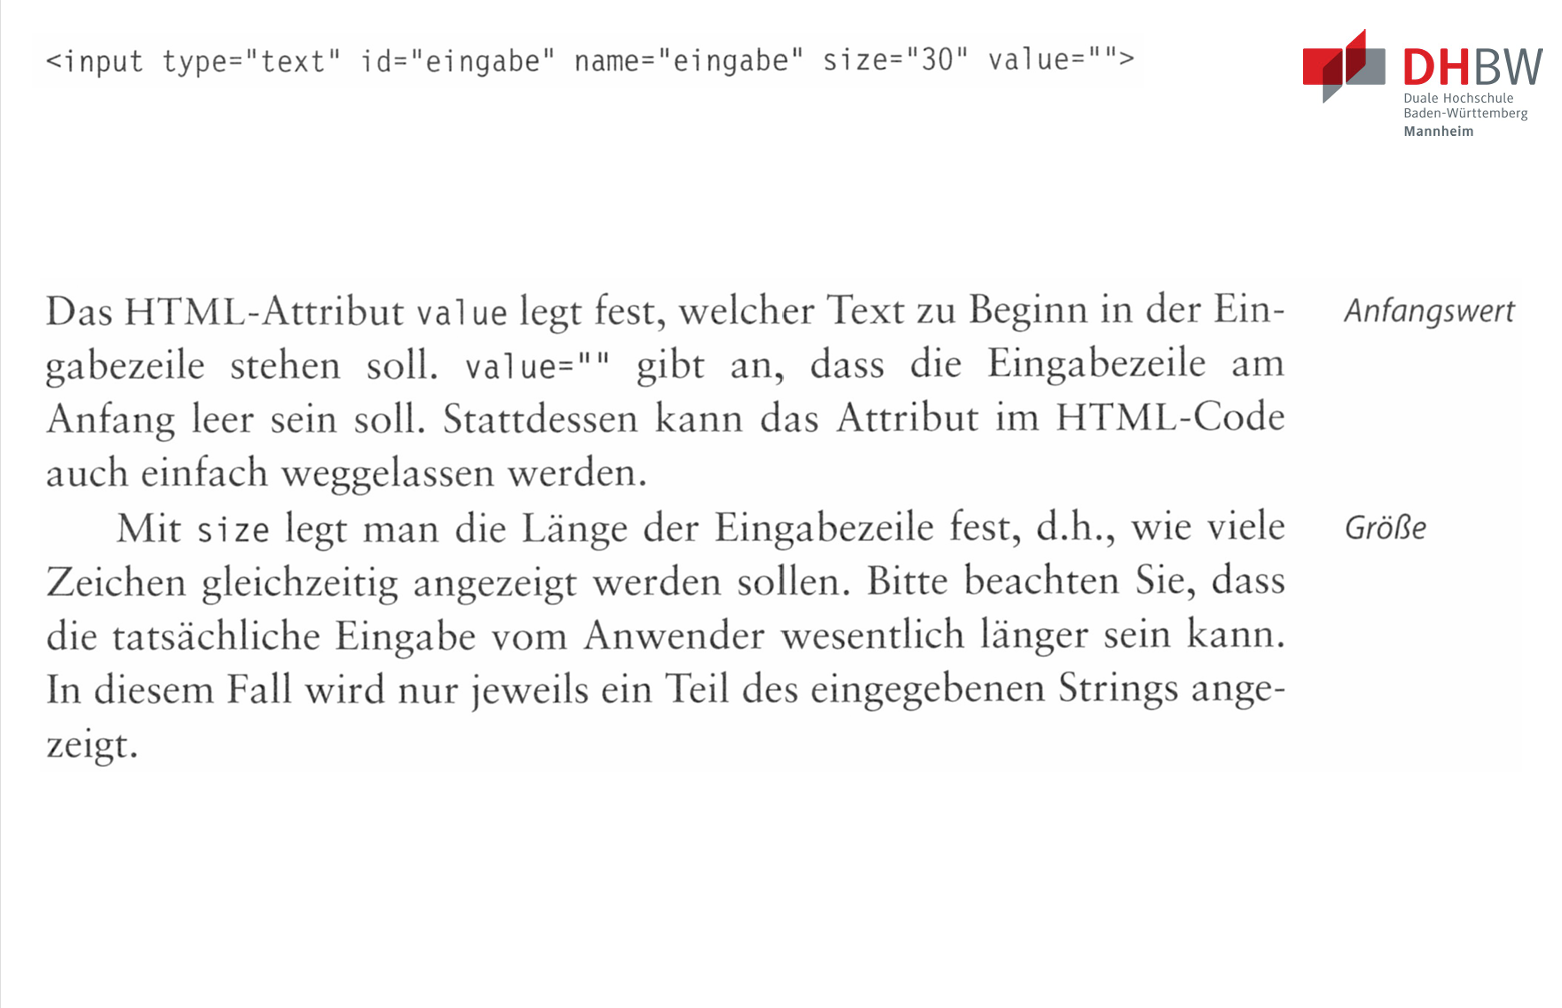 <input type="text" id="eingabe" name="eingabe" size="30" value="">
DHBW
Duale Hochschule
Baden-Württemberg
Mannheim
Das HTML-Attribut value legt fest, welcher Text zu Beginn in der Ein-
Anfangswert
gabezeile stehen soll. value="" gibt an, dass die Eingabezeile am
Anfang leer sein soll. Stattdessen kann das Attribut im HTML-Code
auch einfach weggelassen werden.
Mit size legt man die Länge der Eingabezeile fest, d.h., wie viele
Größe
Zeichen gleichzeitig angezeigt werden sollen. Bitte beachten Sie, dass
die tatsächliche Eingabe vom Anwender wesentlich länger sein kann.
In diesem Fall wird nur jeweils ein Teil des eingegebenen Strings ange-
zeigt.